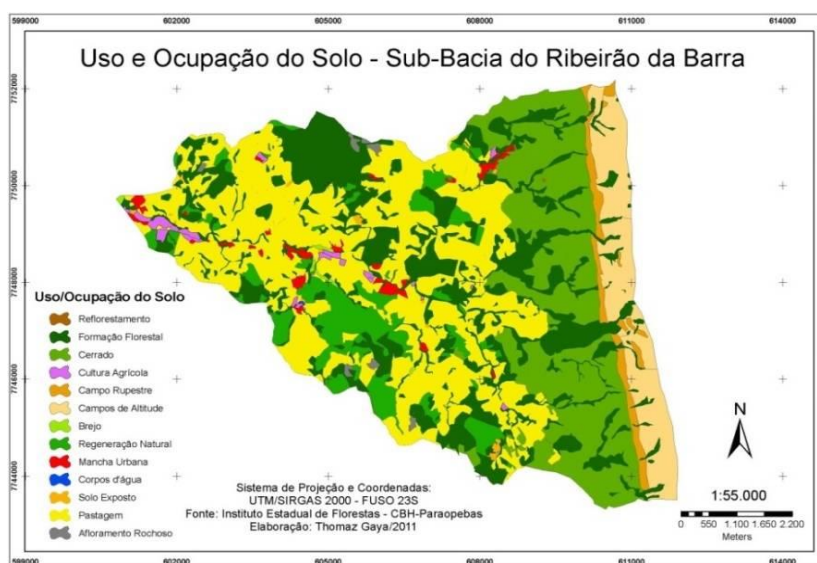 599000 602000 605000 608000 611000 614000
Uso e Ocupação do Solo - Sub-Bacia do Ribeirão da Barra
7752000
7750000
7748000
7746000
7744000
Uso/Ocupação do Solo
Reflorestamento
Formação Florestal
Cerrado
Cultura Agrícola
Campo Rupestre
Campos de Altitude
Brejo
Regeneração Natural
Mancha Urbana
Corpos d'água
Solo Exposto
Pastagem
Afloramento Rochoso
Sistema de Projeção e Coordenadas:
UTM/SIRGAS 2000 - FUSO 23S
Fonte: Instituto Estadual de Florestas - CBH-Paraopebas
Elaboração: Thomaz Gaya/2011
N
1:55.000
0 550 1.100 1.650 2.200
Meters
599000 602000 605000 608000 611000 614000